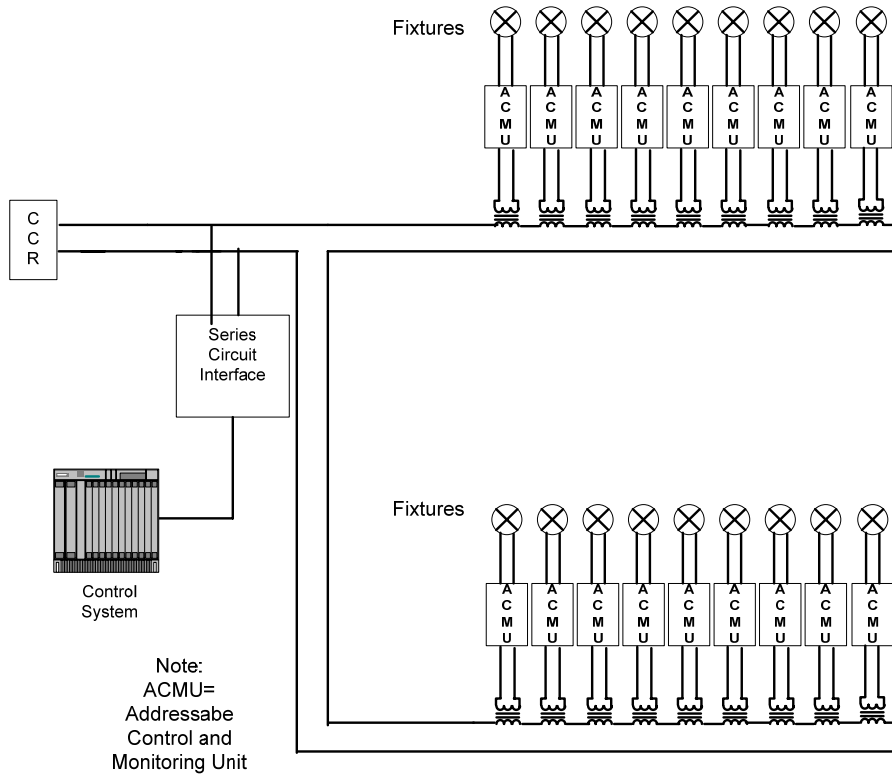 Fixtures
A
C
M
U
A
C
M
U
A
C
M
U
A
C
M
U
A
C
M
U
A
C
M
U
A
C
M
U
A
C
M
U
A
C
M
U
C
C
R
Series
Circuit
Interface
Control
System
Fixtures
A
C
M
U
A
C
M
U
A
C
M
U
A
C
M
U
A
C
M
U
A
C
M
U
A
C
M
U
A
C
M
U
A
C
M
U
Note:
ACMU=
Addressabe
Control and
Monitoring Unit